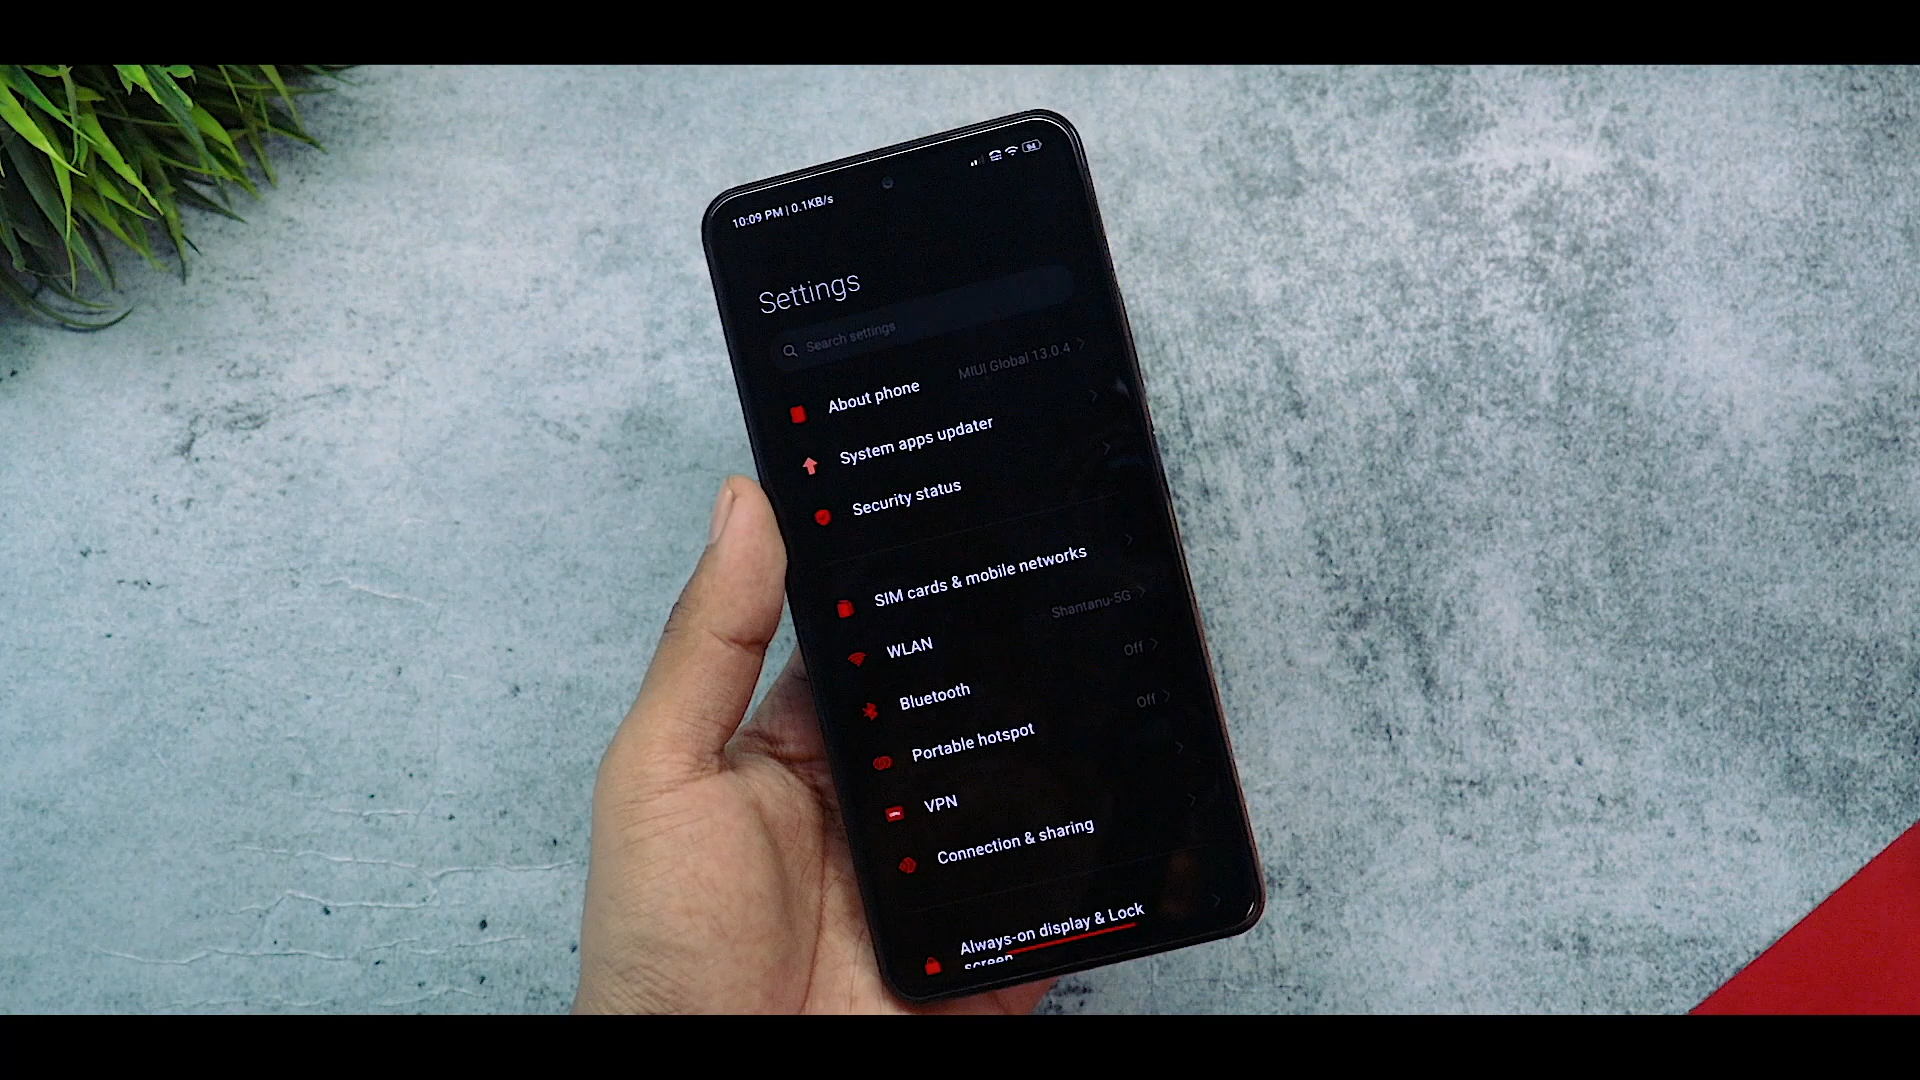 10:09 PM | 0.1KB/s
94
Settings
Search settings
About phone
MIUI Global 13.0.4
System apps updater
Security status
SIM cards & mobile networks
WLAN
Shantanu-5G
Bluetooth
Off
Portable hotspot
Off
VPN
Connection & sharing
Always-on display & Lock
screen